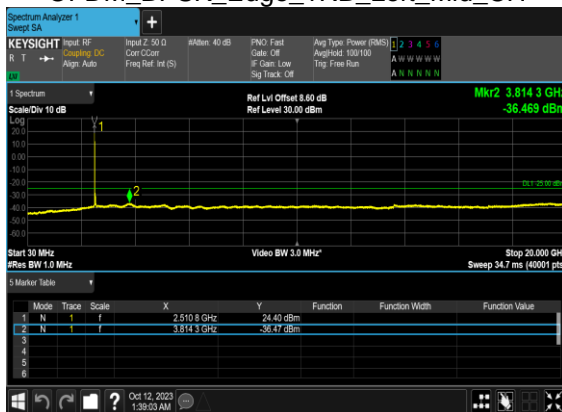 Spectrum Analyzer 1
Swept SA
+
KEYSIGHT Input: RF Input Z: 50 Ω #Atten: 40 dB PNO: Fast Avg Type: Power (RMS) 1 2 3 4 5 6
R T Coupling: DC Corr CCorr Gate: Off Avg|Hold: 100/100 A W W W W W
Align: Auto Freq Ref: Int (S) IF Gain: Low Trig: Free Run
Sig Track: Off A N N N N N
1 Spectrum Ref Lvl Offset 8.60 dB Mkr2 3.814 3 GH
Scale/Div 10 dB Ref Level 30.00 dBm -36.469 dBn
Log
1
20.0
10.0
0.00
-10.0
-20.0
DL1 -25.00 dB
2
-30.0
-40.0
-50.0
-60.0
Start 30 MHz Video BW 3.0 MHz* Stop 20.000 GH
#Res BW 1.0 MHz Sweep 34.7 ms (40001 pts
5 Marker Table
Mode Trace Scale X Y Function Function Width Function Value
1 N 1 f 2.510 8 GHz 24.40 dBm
2 N 1 f 3.814 3 GHz -36.47 dBm
3
4
5
6
? Oct 12, 2023
1:39:03 AM